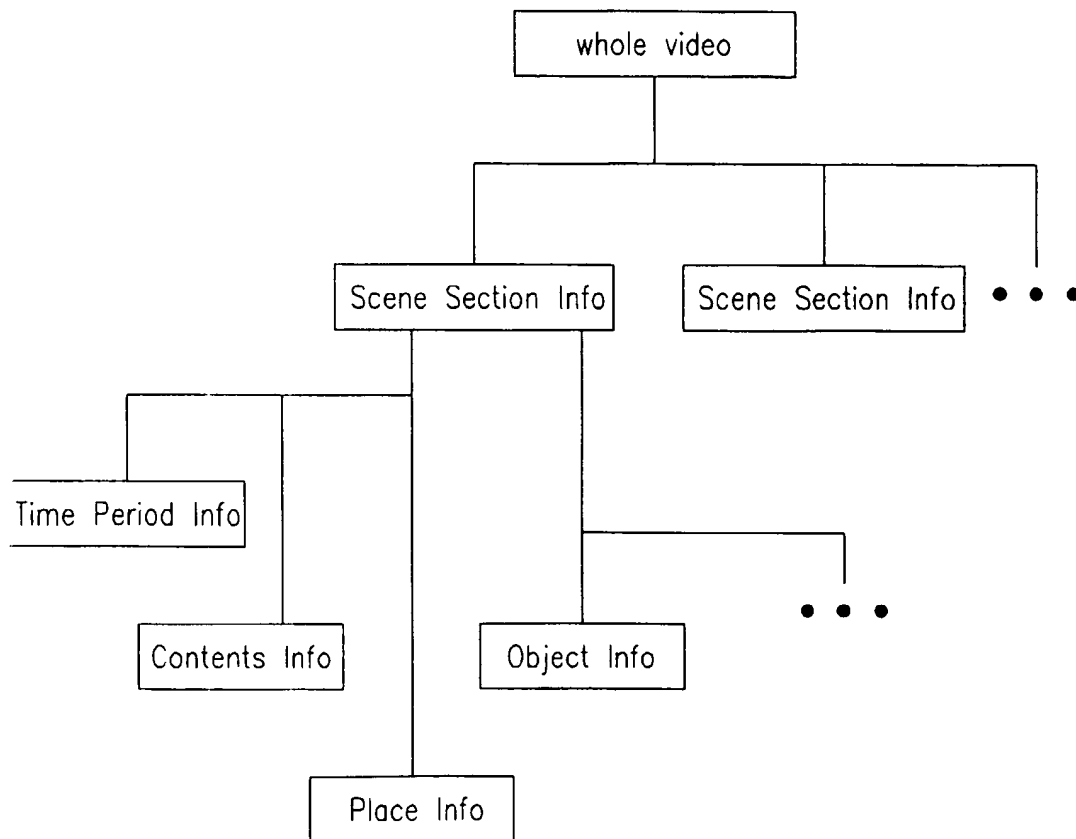 whole video
Scene Section Info
Scene Section Info
Time Period Info
Contents Info
Object Info
Place Info